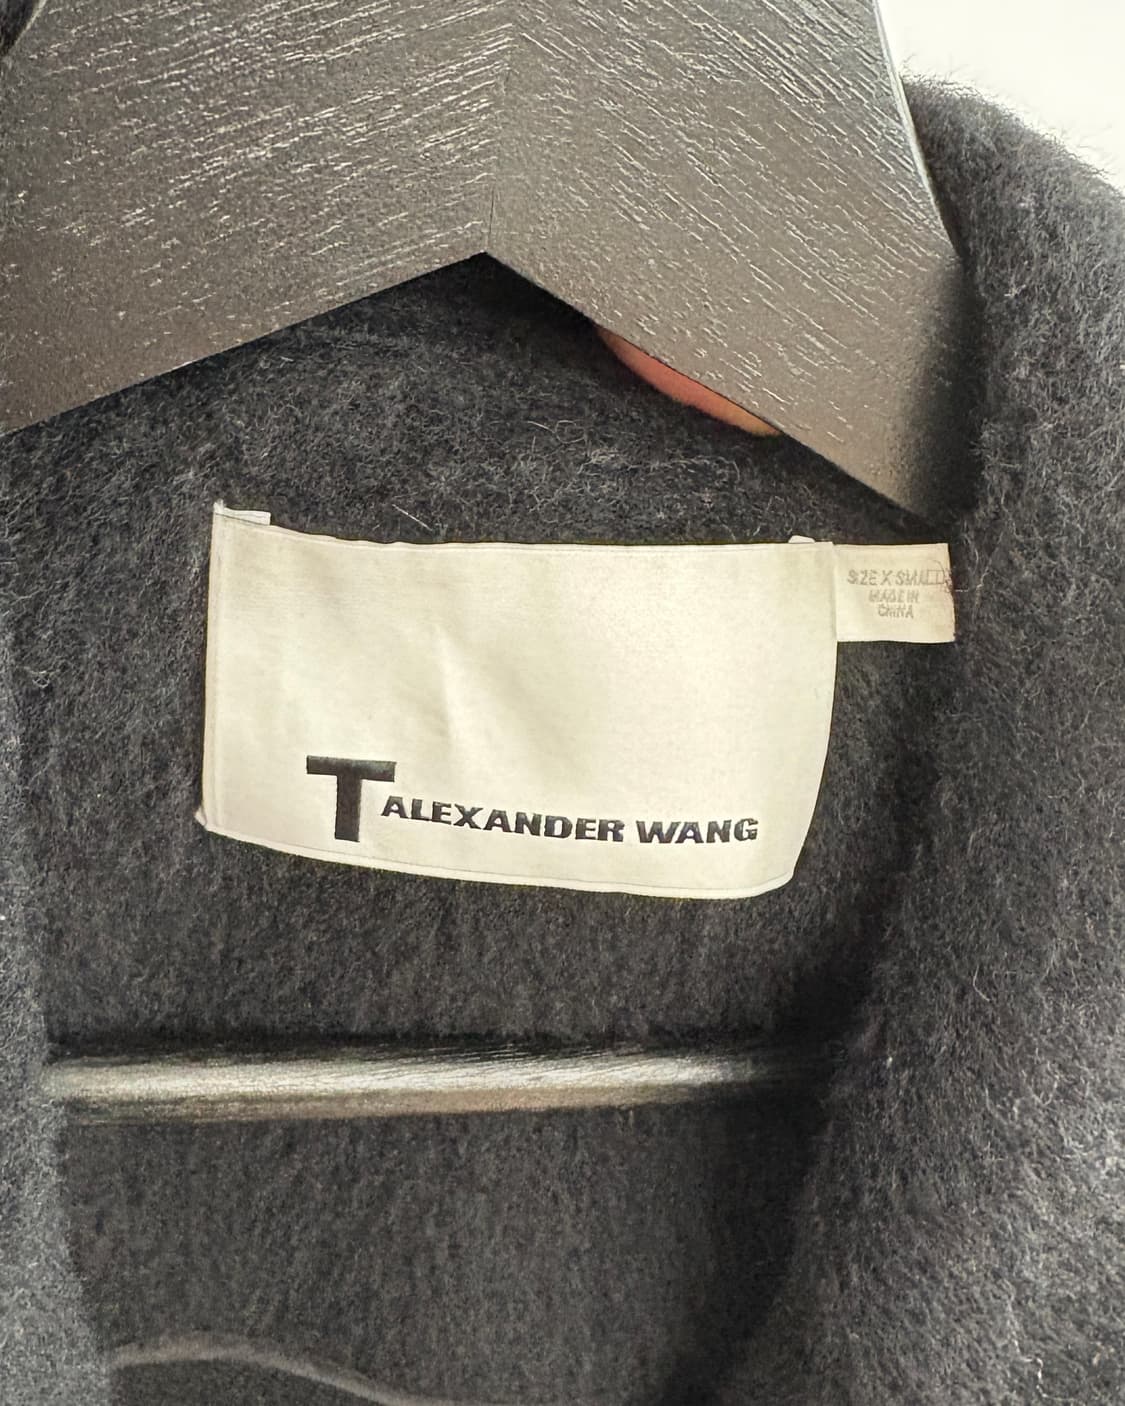 T ALEXANDER WANG
SIZE X SMALL
MADE IN
CHINA